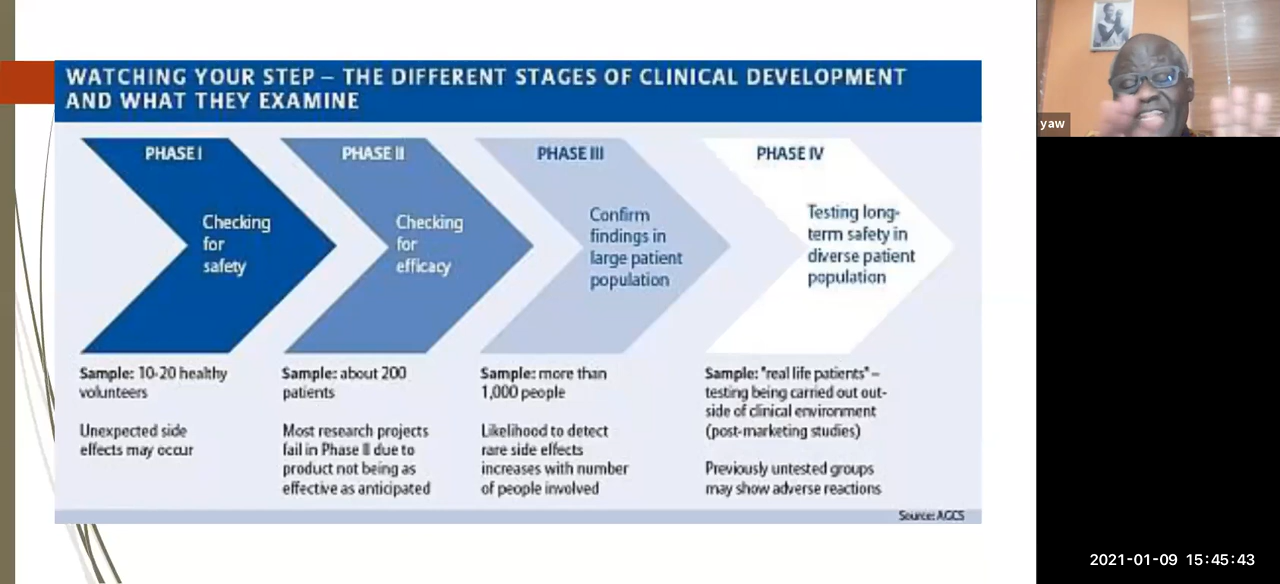 WATCHING YOUR STEP – THE DIFFERENT STAGES OF CLINICAL DEVELOPMENT
AND WHAT THEY EXAMINE
PHASE I
Checking
for
safety
Sample: 10-20 healthy
volunteers
Unexpected side
effects may occur
PHASE II
Checking
for
efficacy
Sample: about 200
patients
Most research projects
fail in Phase II due to
product not being as
effective as anticipated
PHASE III
Confirm
findings in
large patient
population
Sample: more than
1,000 people
Likelihood to detect
rare side effects
increases with number
of people involved
PHASE IV
Testing long-
term safety in
diverse patient
population
Sample: "real life patients" –
testing being carried out out-
side of clinical environment
(post-marketing studies)
Previously untested groups
may show adverse reactions
Source: AGCS
yaw
2021-01-09 15:45:43